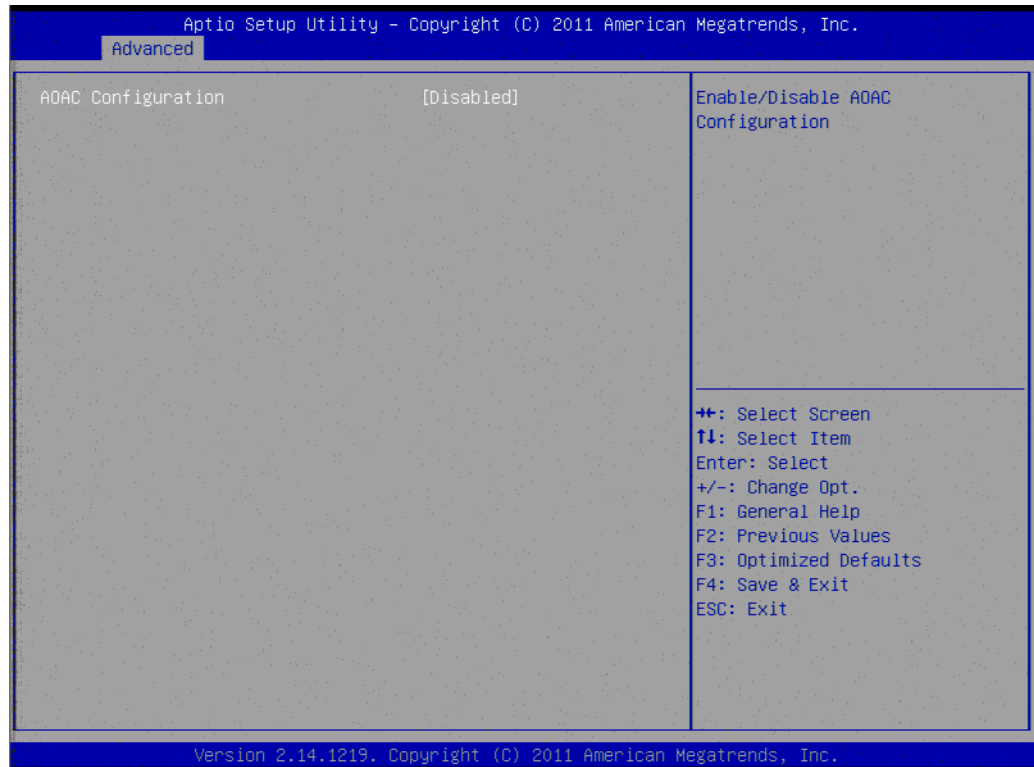 Aptio Setup Utility – Copyright (C) 2011 American Megatrends, Inc.
Advanced
AOAC Configuration [Disabled]
Enable/Disable AOAC
Configuration
→←: Select Screen
↑↓: Select Item
Enter: Select
+/-: Change Opt.
F1: General Help
F2: Previous Values
F3: Optimized Defaults
F4: Save & Exit
ESC: Exit
Version 2.14.1219. Copyright (C) 2011 American Megatrends, Inc.